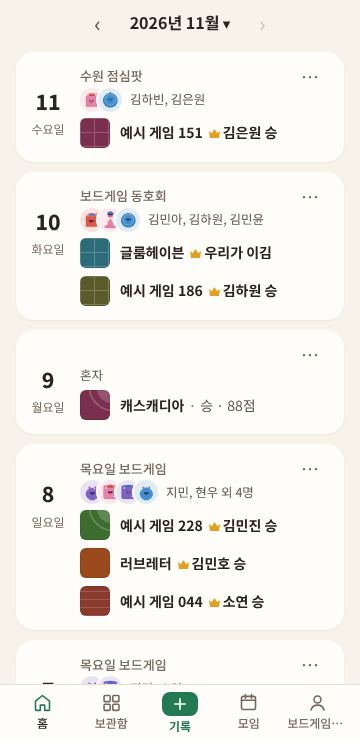 2026년 11월 ▾
수원 점심팟
11
수요일
김하빈, 김은원
예시 게임 151 김은원 승
보드게임 동호회
10
화요일
김민아, 김하원, 김민윤
글룸헤이븐 우리가 이김
예시 게임 186 김하원 승
9
월요일
혼자
캐스캐디아 · 승 · 88점
목요일 보드게임
8
일요일
지민, 현우 외 4명
예시 게임 228 김민진 승
러브레터 김민호 승
예시 게임 044 소연 승
목요일 보드게임
홈
보관함
기록
모임
보드게임…